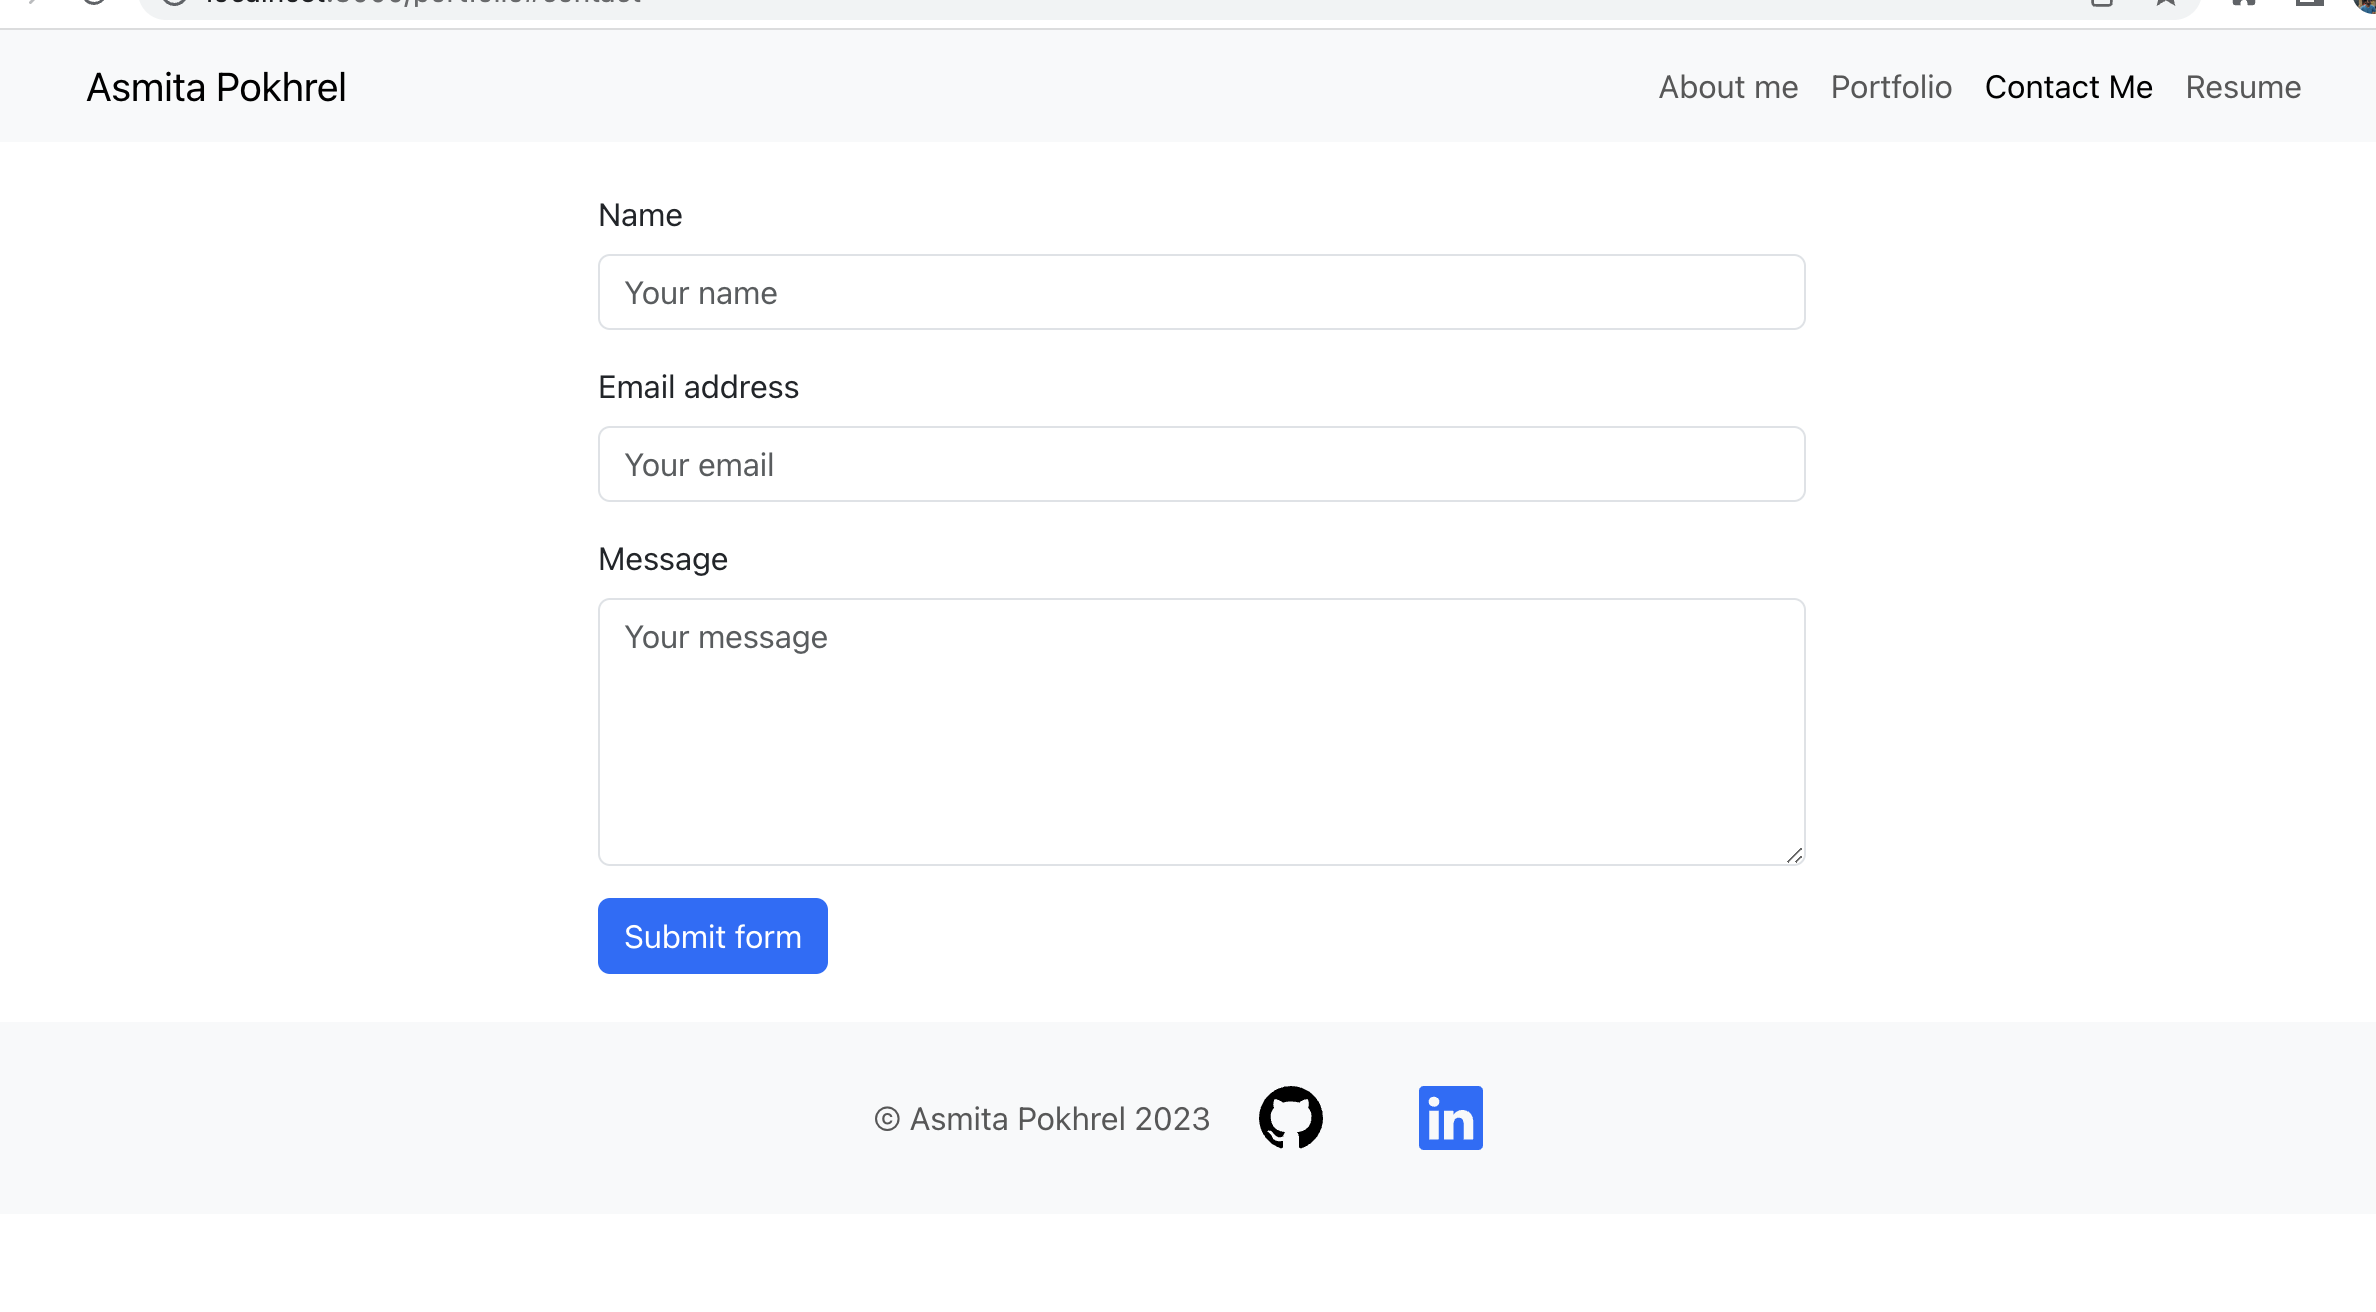 Asmita Pokhrel
About me Portfolio Contact Me Resume
Name
Your name
Email address
Your email
Message
Your message
Submit form
© Asmita Pokhrel 2023
in